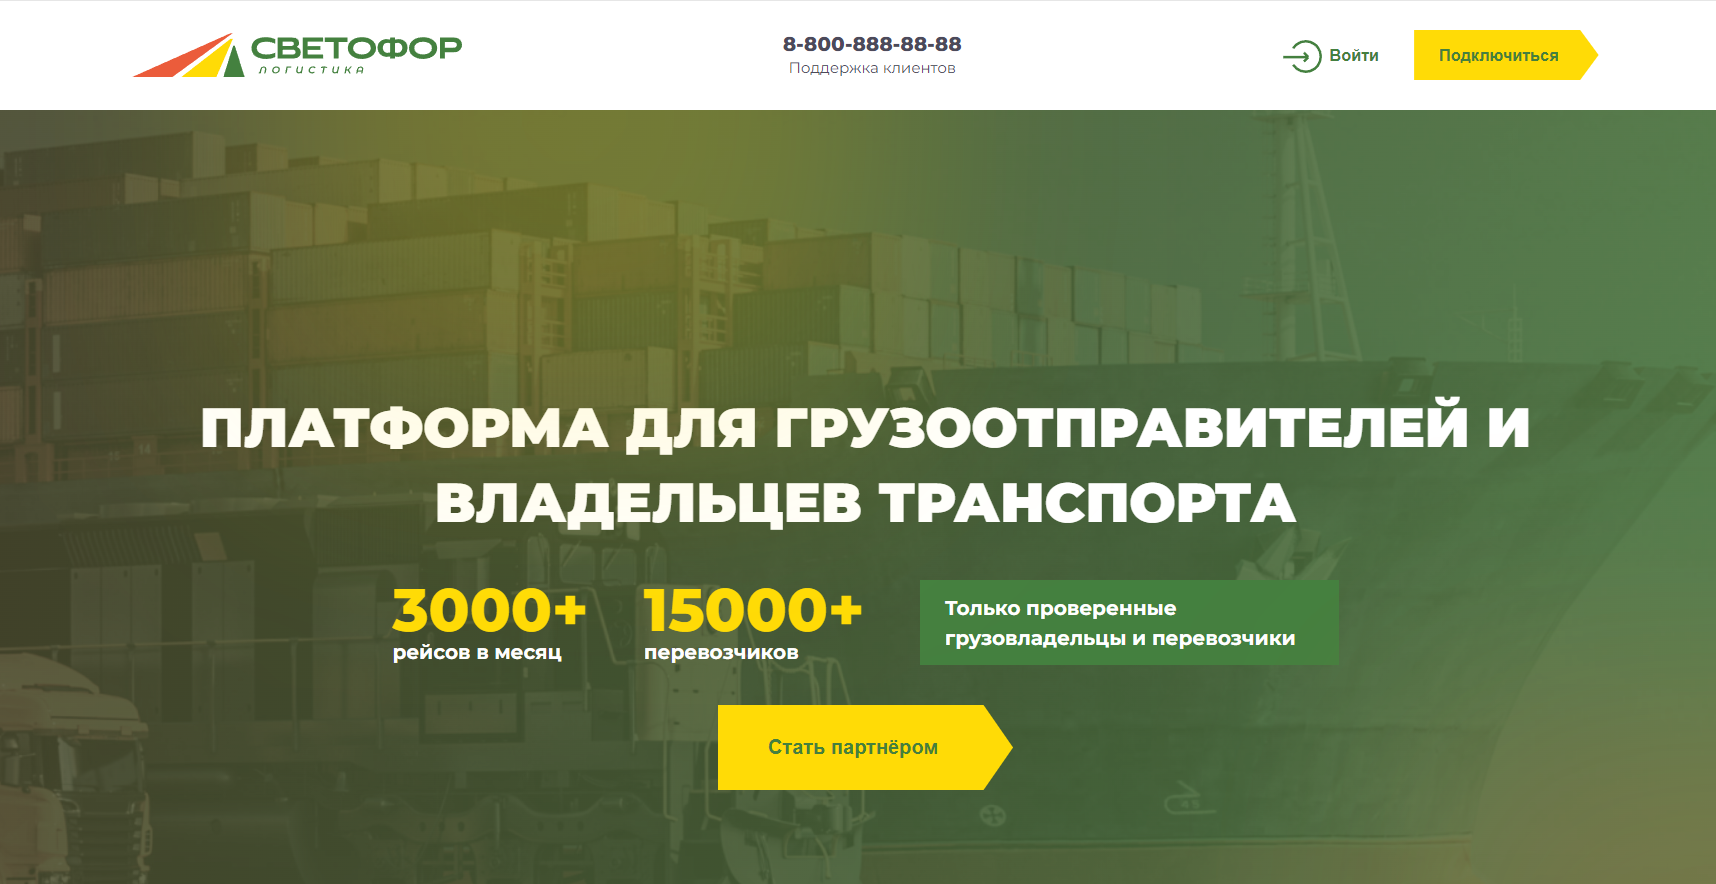 СВЕТОФОР
ЛОГИСТИКА
8-800-888-88-88
Поддержка клиентов
Войти
Подключиться
ПЛАТФОРМА ДЛЯ ГРУЗООТПРАВИТЕЛЕЙ И
ВЛАДЕЛЬЦЕВ ТРАНСПОРТА
3000+
рейсов в месяц
15000+
перевозчиков
Только проверенные
грузовладельцы и перевозчики
Стать партнёром